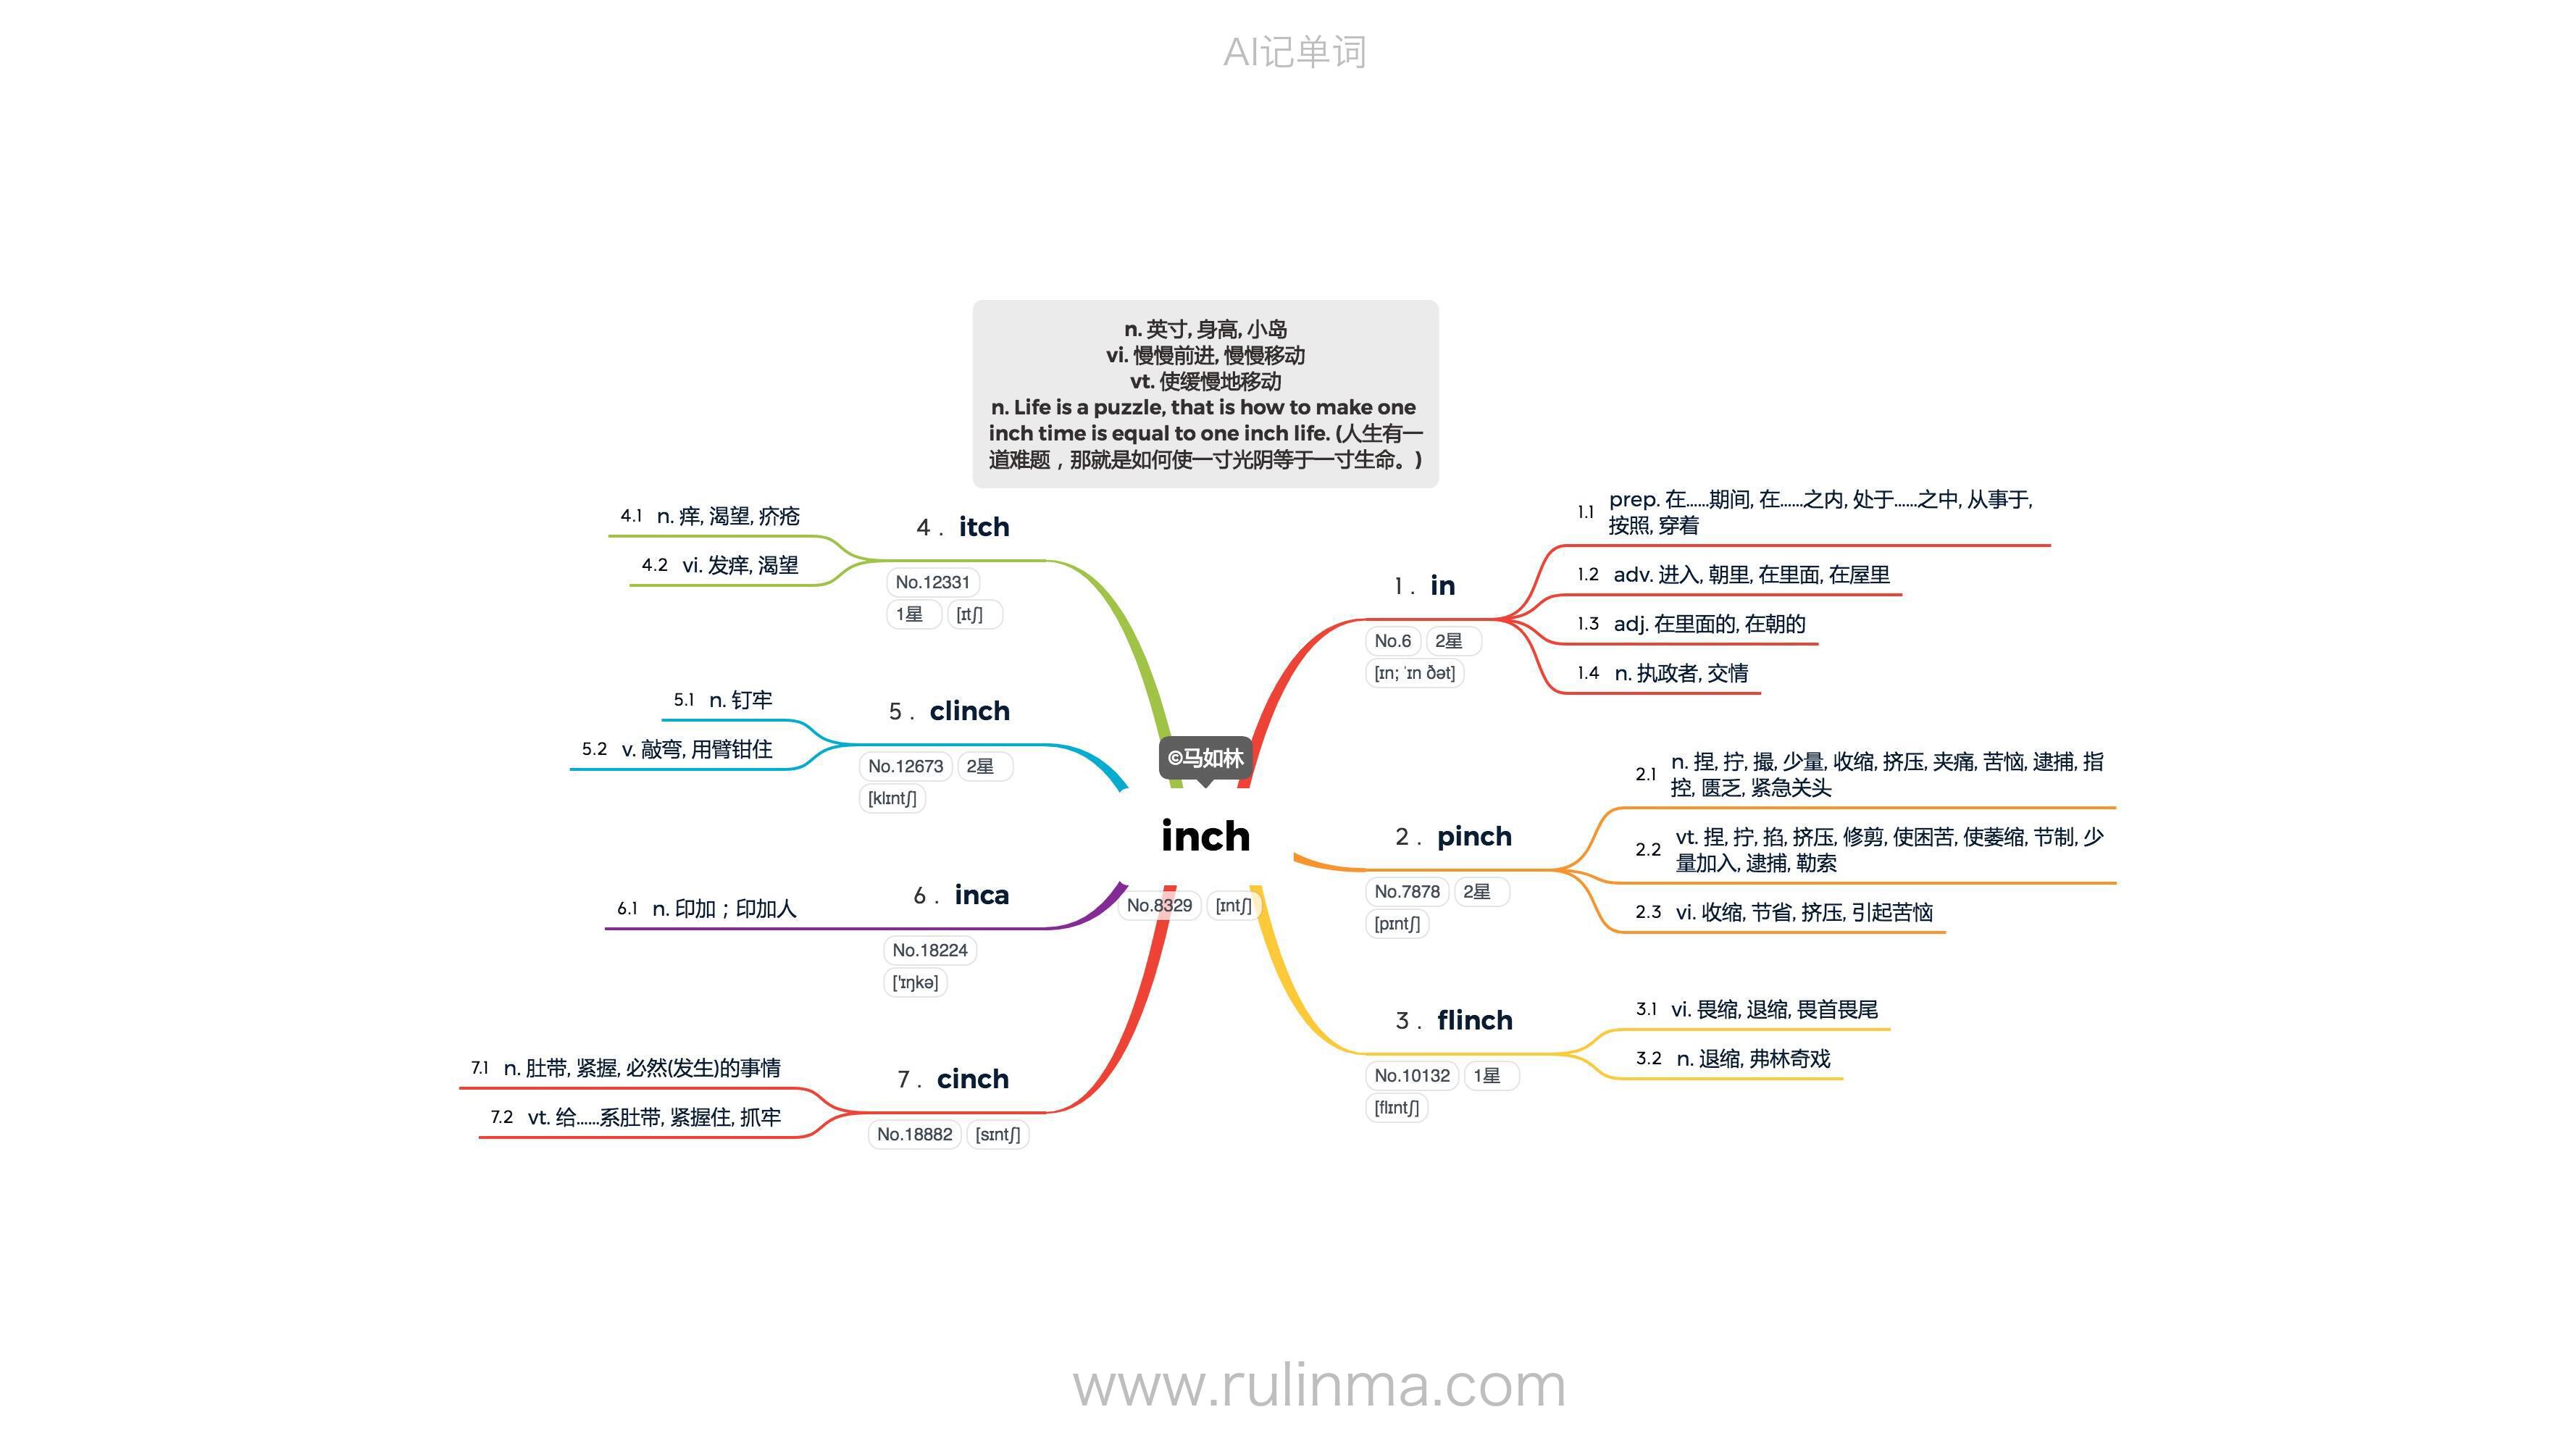 AI记单词
n. 英寸, 身高, 小岛
vi. 慢慢前进, 慢慢移动
vt. 使缓慢地移动
n. Life is a puzzle, that is how to make one
inch time is equal to one inch life. (人生有一
道难题，那就是如何使一寸光阴等于一寸生命。)
©马如林
inch
No.8329 [ɪntʃ]
1 . in
No.6 2星
[ɪn; ˈɪn ðət]
1.1 prep. 在……期间, 在……之内, 处于……之中, 从事于,
按照, 穿着
1.2 adv. 进入, 朝里, 在里面, 在屋里
1.3 adj. 在里面的, 在朝的
1.4 n. 执政者, 交情
2 . pinch
No.7878 2星
[pɪntʃ]
2.1 n. 捏, 拧, 撮, 少量, 收缩, 挤压, 夹痛, 苦恼, 逮捕, 指
控, 匮乏, 紧急关头
2.2 vt. 捏, 拧, 掐, 挤压, 修剪, 使困苦, 使萎缩, 节制, 少
量加入, 逮捕, 勒索
2.3 vi. 收缩, 节省, 挤压, 引起苦恼
3 . flinch
No.10132 1星
[flɪntʃ]
3.1 vi. 畏缩, 退缩, 畏首畏尾
3.2 n. 退缩, 弗林奇戏
4 . itch
No.12331
1星 [ɪtʃ]
4.1 n. 痒, 渴望, 疥疮
4.2 vi. 发痒, 渴望
5 . clinch
No.12673 2星
[klɪntʃ]
5.1 n. 钉牢
5.2 v. 敲弯, 用臂钳住
6 . inca
No.18224
['ɪŋkə]
6.1 n. 印加；印加人
7 . cinch
No.18882 [sɪntʃ]
7.1 n. 肚带, 紧握, 必然(发生)的事情
7.2 vt. 给……系肚带, 紧握住, 抓牢
www.rulinma.com